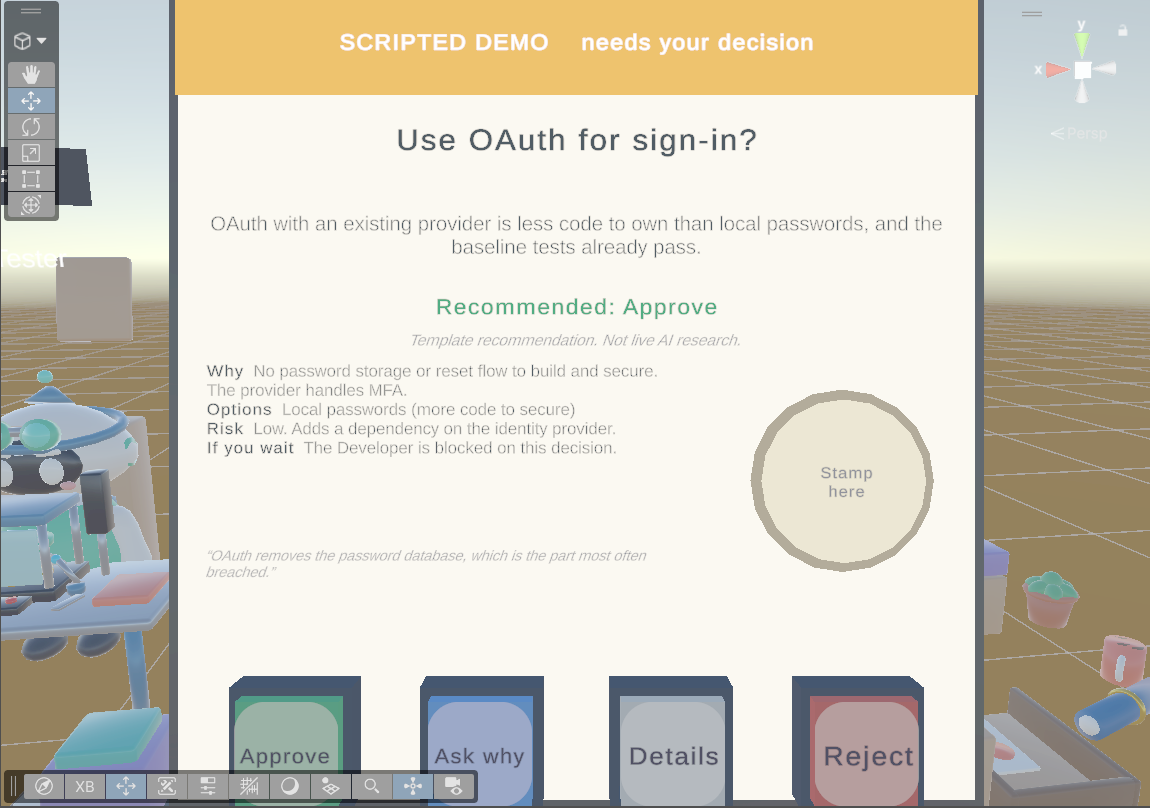 SCRIPTED DEMO needs your decision
y
x
Persp
Use OAuth for sign-in?
OAuth with an existing provider is less code to own than local passwords, and the
baseline tests already pass.
Recommended: Approve
Template recommendation. Not live AI research.
Why No password storage or reset flow to build and secure.
The provider handles MFA.
Options Local passwords (more code to secure)
Risk Low. Adds a dependency on the identity provider.
If you wait The Developer is blocked on this decision.
Stamp
here
“OAuth removes the password database, which is the part most often
breached.”
Approve
Ask why
Details
Reject
XB